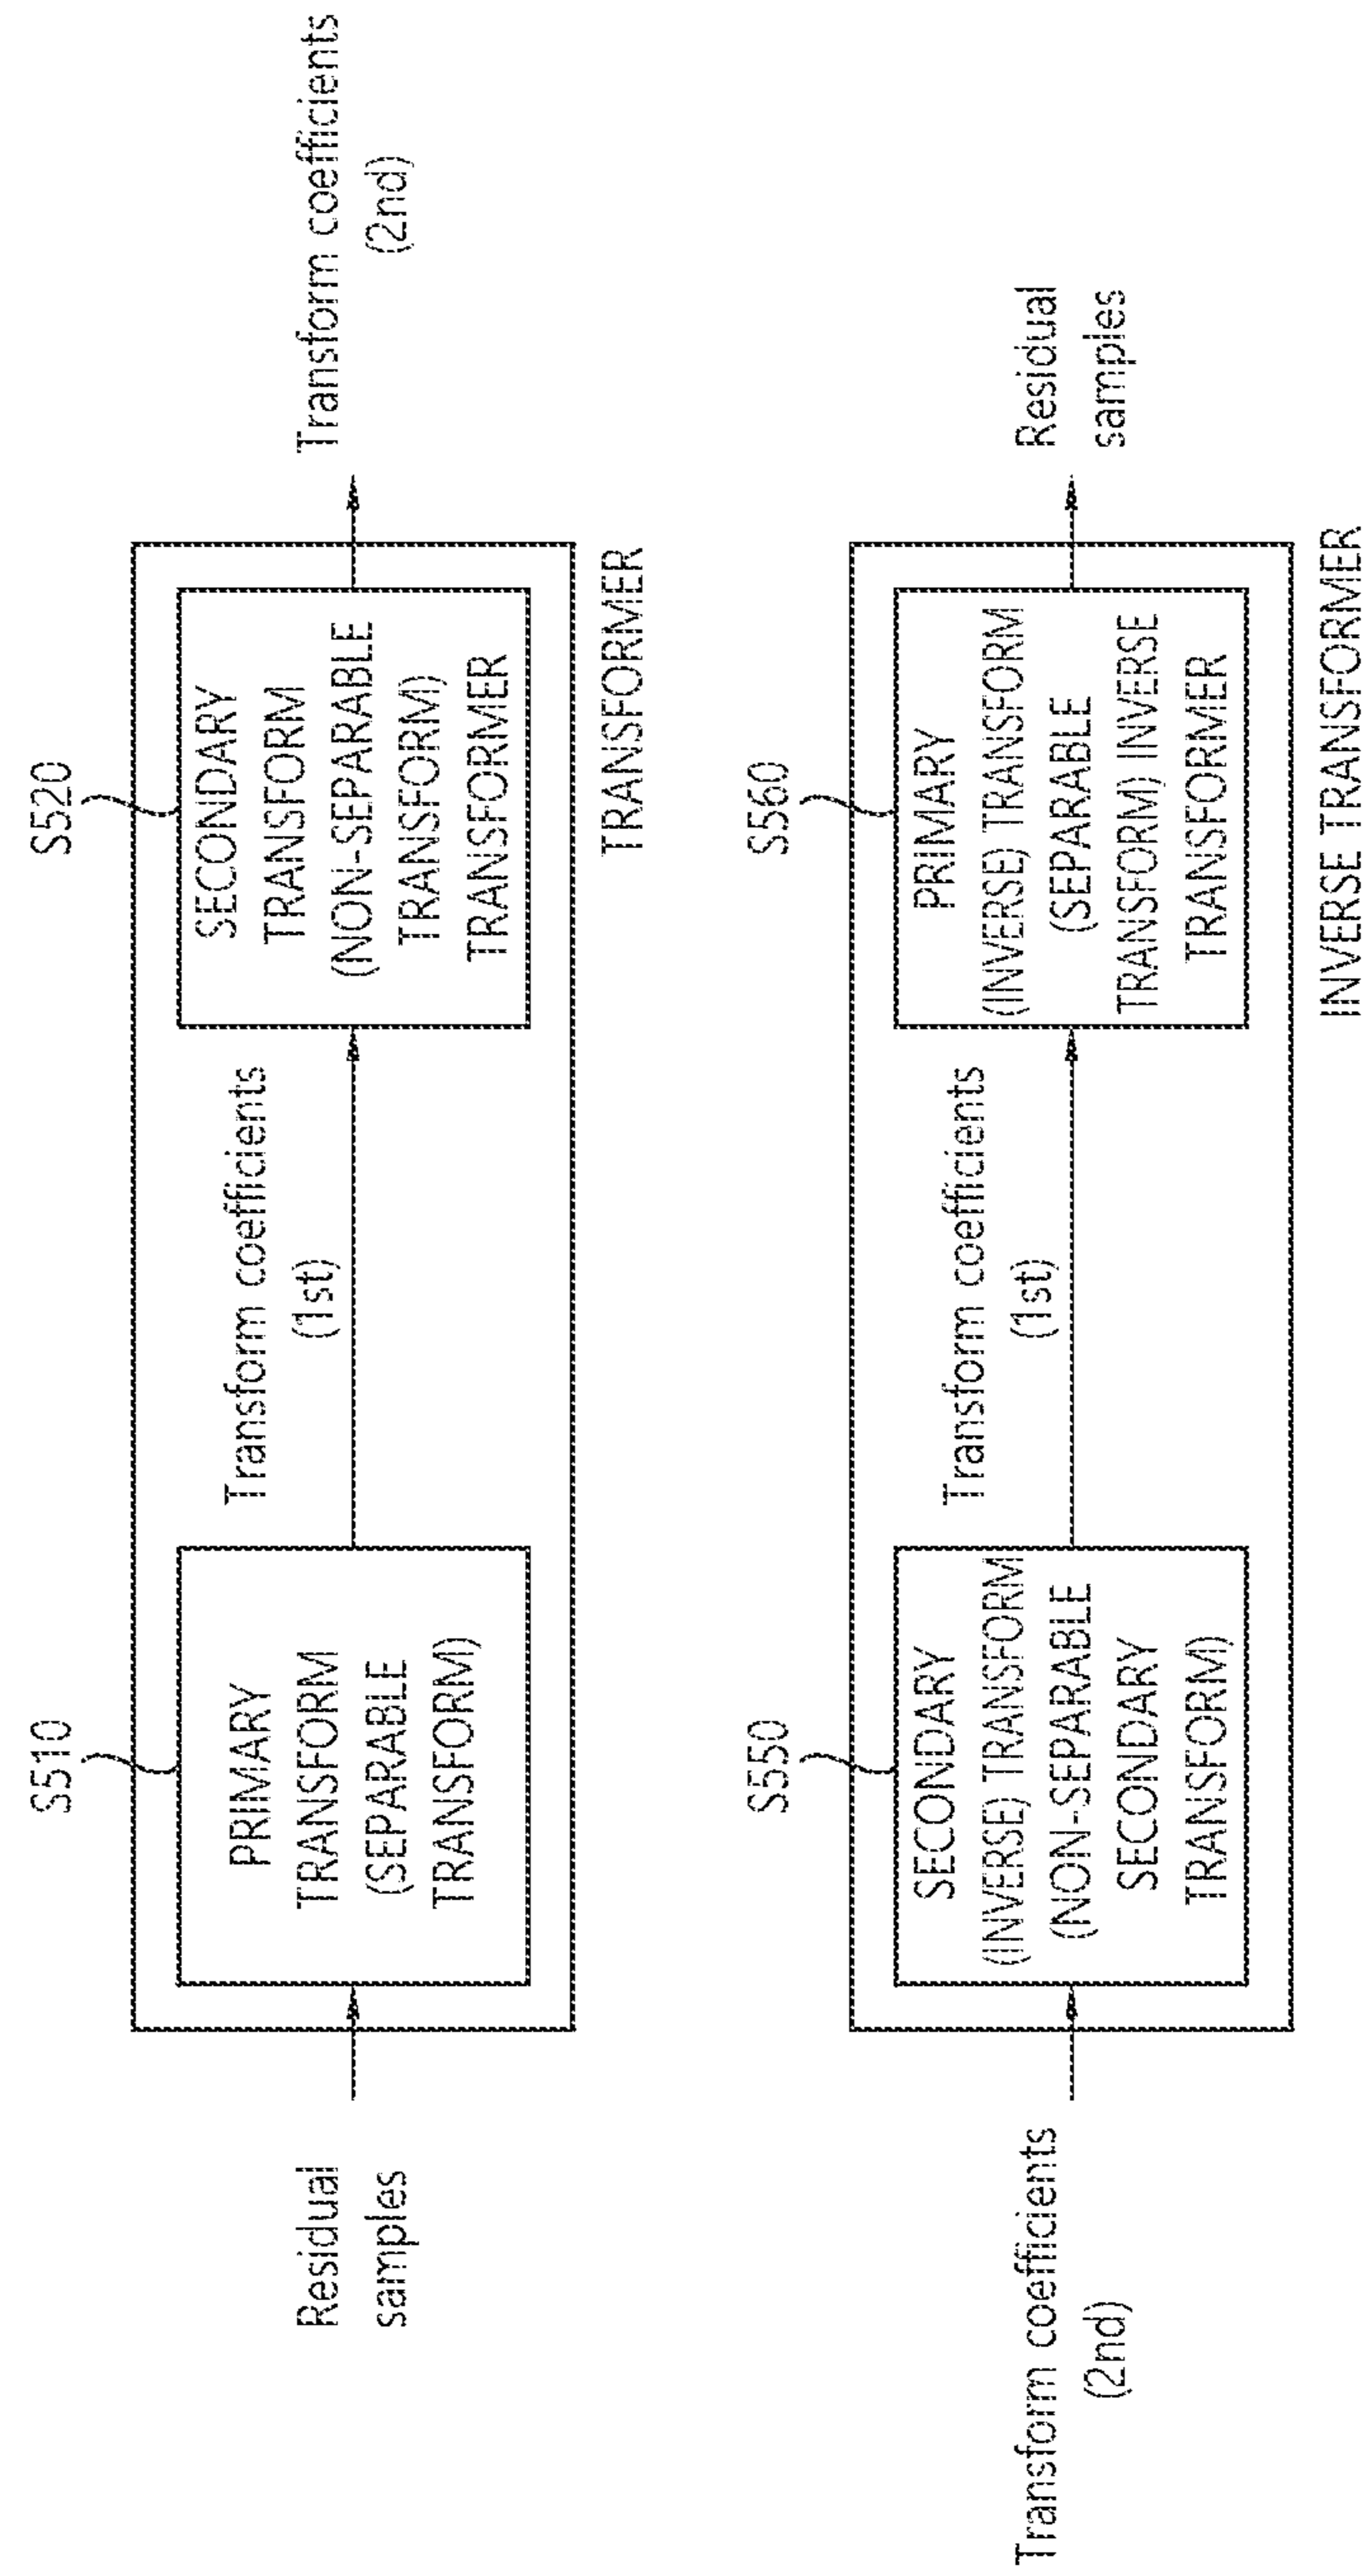 S510
S520
Residual
samples
PRIMARY
TRANSFORM
(SEPARABLE
TRANSFORM)
Transform coefficients
(1st)
SECONDARY
TRANSFORM
(NON-SEPARABLE
TRANSFORM)
TRANSFORMER
Transform coefficients
(2nd)
TRANSFORMER
S550
S560
Transform coefficients
(2nd)
SECONDARY
(INVERSE) TRANSFORM
(NON-SEPARABLE
SECONDARY
TRANSFORM)
Transform coefficients
(1st)
PRIMARY
(INVERSE) TRANSFORM
(SEPARABLE
TRANSFORM) INVERSE
TRANSFORMER
Residual
samples
INVERSE TRANSFORMER